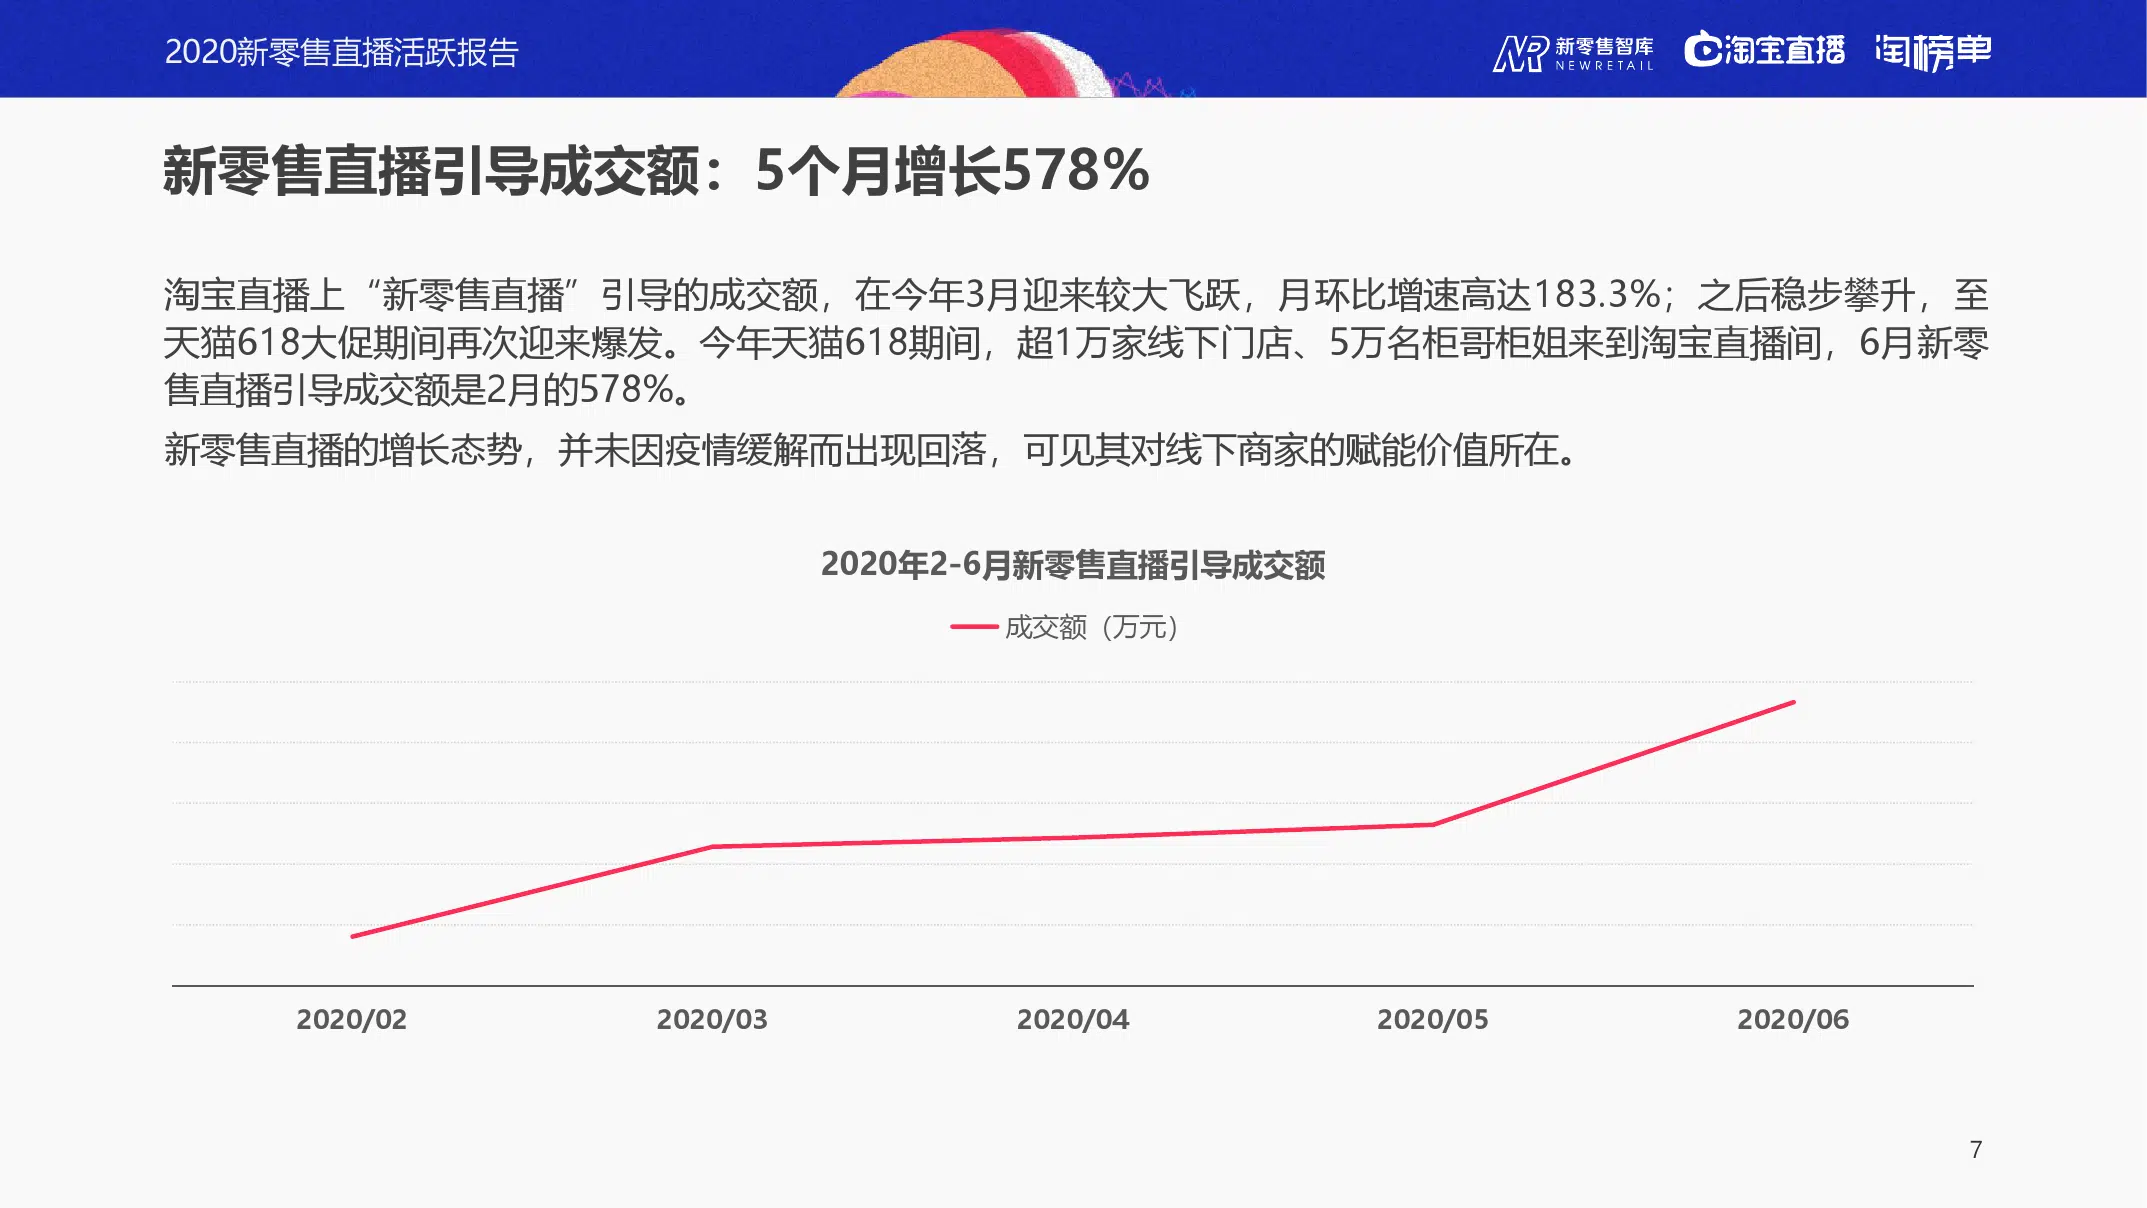 2020新零售直播活跃报告
NR 新零售智库
NEWRETAIL
淘宝直播
淘榜单
新零售直播引导成交额：5个月增长578%
淘宝直播上“新零售直播”引导的成交额，在今年3月迎来较大飞跃，月环比增速高达183.3%；之后稳步攀升，至
天猫618大促期间再次迎来爆发。今年天猫618期间，超1万家线下门店、5万名柜哥柜姐来到淘宝直播间，6月新零
售直播引导成交额是2月的578%。
新零售直播的增长态势，并未因疫情缓解而出现回落，可见其对线下商家的赋能价值所在。
2020年2-6月新零售直播引导成交额
成交额（万元）
2020/02
2020/03
2020/04
2020/05
2020/06
7